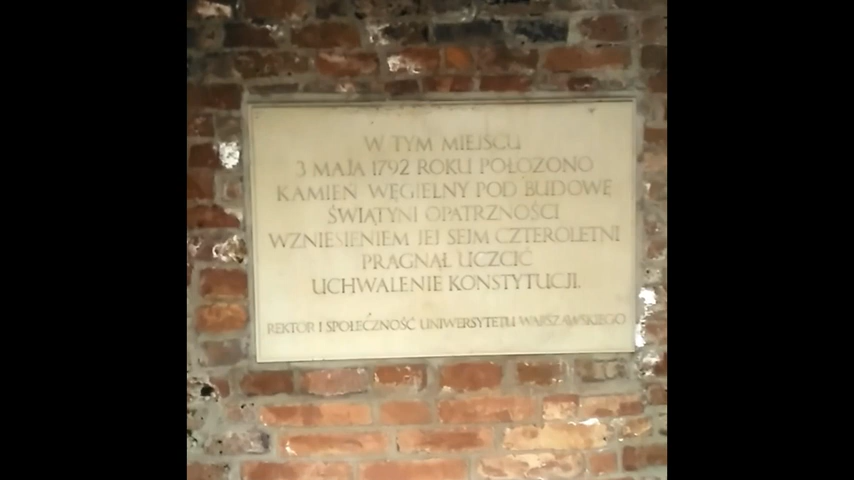 W TYM MIEJSCU
3 MAJA 1792 ROKU POŁOŻONO
KAMIEŃ WĘGIELNY POD BUDOWĘ
ŚWIĄTYNI OPATRZNOŚCI
WZNIESIENIEM JEJ SEJM CZTEROLETNI
PRAGNĄŁ UCZCIĆ
UCHWALENIE KONSTYTUCJI.
REKTOR I SPOŁECZNOŚĆ UNIWERSYTETU WARSZAWSKIEGO